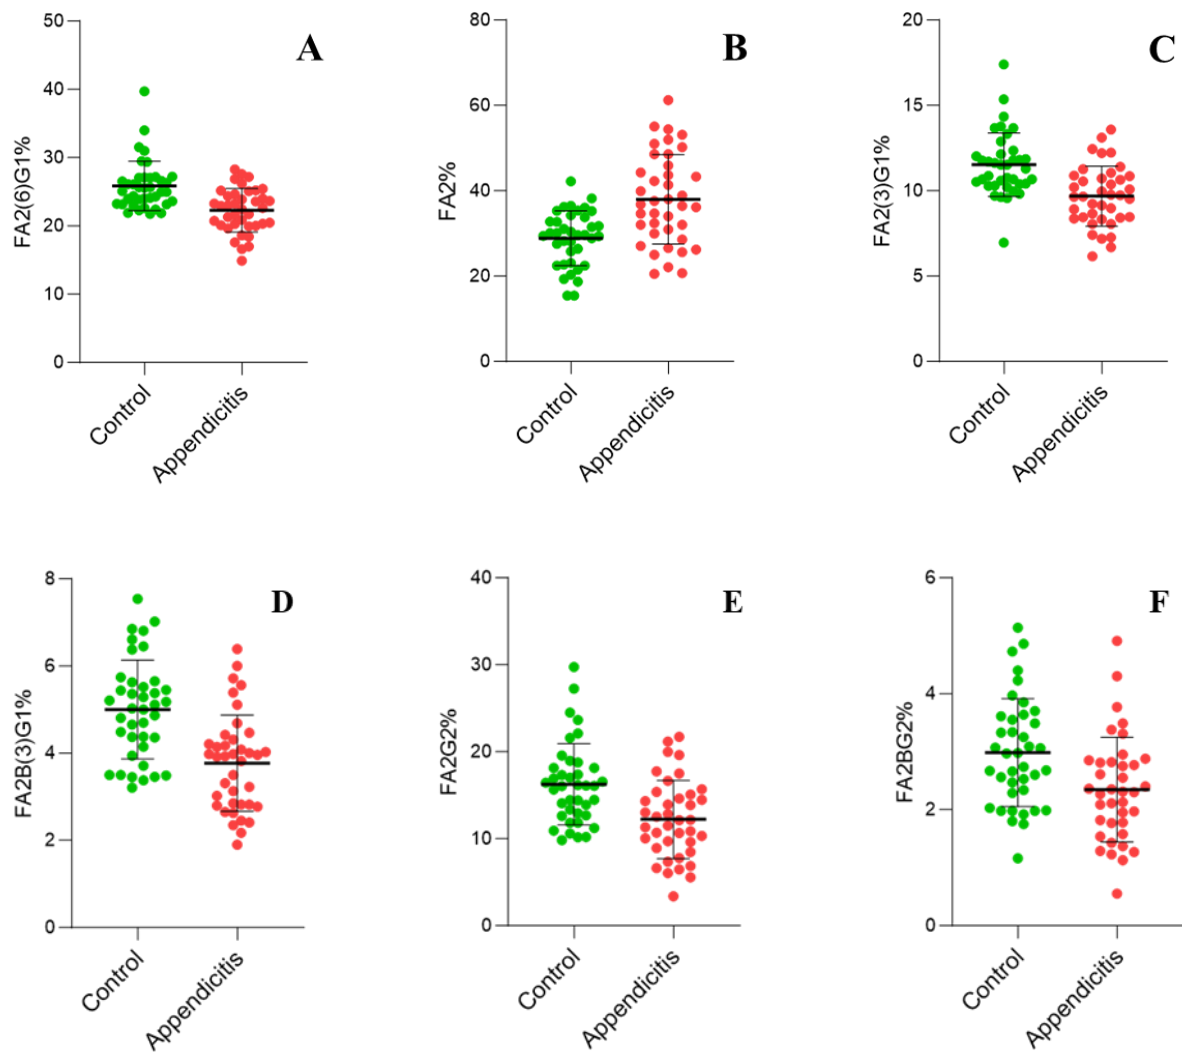 A
FA2(6)G1%
50
40
30
20
10
0
Control
Appendicitis
B
FA2%
80
60
40
20
0
Control
Appendicitis
C
FA2(3)G1%
20
15
10
5
0
Control
Appendicitis
D
FA2B(3)G1%
8
6
4
2
0
Control
Appendicitis
E
FA2G2%
40
30
20
10
0
Control
Appendicitis
F
FA2BG2%
6
4
2
0
Control
Appendicitis